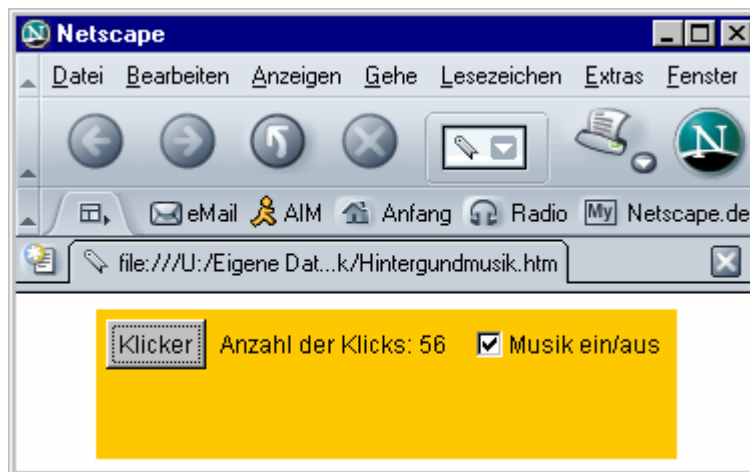 Netscape
Datei Bearbeiten Anzeigen Gehe Lesezeichen Extras Fenster
N
eMail AIM Anfang Radio My Netscape.de
file:///U:/Eigene Dat...k/Hintergundmusik.htm
Klicker Anzahl der Klicks: 56 Musik ein/aus